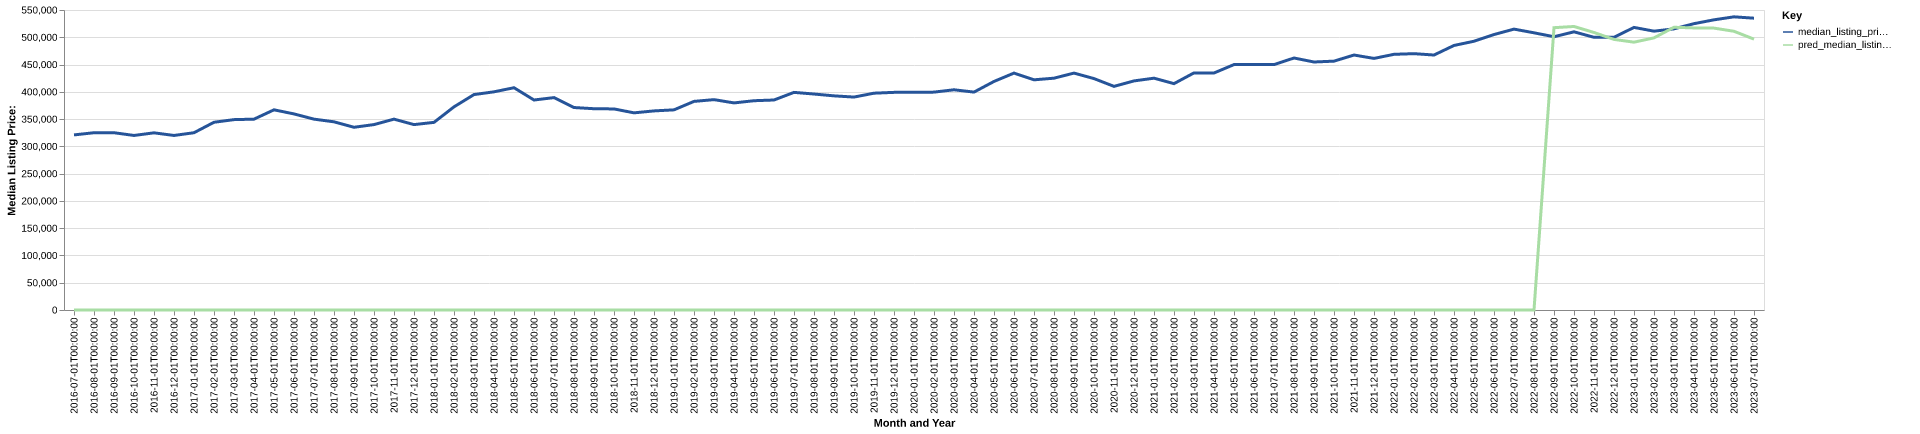 550,000
500,000
450,000
400,000
350,000
300,000
250,000
200,000
150,000
100,000
50,000
0
Median Listing Price:
2016-07-01T00:00:00
2016-08-01T00:00:00
2016-09-01T00:00:00
2016-10-01T00:00:00
2016-11-01T00:00:00
2016-12-01T00:00:00
2017-01-01T00:00:00
2017-02-01T00:00:00
2017-03-01T00:00:00
2017-04-01T00:00:00
2017-05-01T00:00:00
2017-06-01T00:00:00
2017-07-01T00:00:00
2017-08-01T00:00:00
2017-09-01T00:00:00
2017-10-01T00:00:00
2017-11-01T00:00:00
2017-12-01T00:00:00
2018-01-01T00:00:00
2018-02-01T00:00:00
2018-03-01T00:00:00
2018-04-01T00:00:00
2018-05-01T00:00:00
2018-06-01T00:00:00
2018-07-01T00:00:00
2018-08-01T00:00:00
2018-09-01T00:00:00
2018-10-01T00:00:00
2018-11-01T00:00:00
2018-12-01T00:00:00
2019-01-01T00:00:00
2019-02-01T00:00:00
2019-03-01T00:00:00
2019-04-01T00:00:00
2019-05-01T00:00:00
2019-06-01T00:00:00
2019-07-01T00:00:00
2019-08-01T00:00:00
2019-09-01T00:00:00
2019-10-01T00:00:00
2019-11-01T00:00:00
2019-12-01T00:00:00
2020-01-01T00:00:00
2020-02-01T00:00:00
2020-03-01T00:00:00
2020-04-01T00:00:00
2020-05-01T00:00:00
2020-06-01T00:00:00
2020-07-01T00:00:00
2020-08-01T00:00:00
2020-09-01T00:00:00
2020-10-01T00:00:00
2020-11-01T00:00:00
2020-12-01T00:00:00
2021-01-01T00:00:00
2021-02-01T00:00:00
2021-03-01T00:00:00
2021-04-01T00:00:00
2021-05-01T00:00:00
2021-06-01T00:00:00
2021-07-01T00:00:00
2021-08-01T00:00:00
2021-09-01T00:00:00
2021-10-01T00:00:00
2021-11-01T00:00:00
2021-12-01T00:00:00
2022-01-01T00:00:00
2022-02-01T00:00:00
2022-03-01T00:00:00
2022-04-01T00:00:00
2022-05-01T00:00:00
2022-06-01T00:00:00
2022-07-01T00:00:00
2022-08-01T00:00:00
2022-09-01T00:00:00
2022-10-01T00:00:00
2022-11-01T00:00:00
2022-12-01T00:00:00
2023-01-01T00:00:00
2023-02-01T00:00:00
2023-03-01T00:00:00
2023-04-01T00:00:00
2023-05-01T00:00:00
2023-06-01T00:00:00
2023-07-01T00:00:00
Month and Year
Key
median_listing_pri…
pred_median_listin…